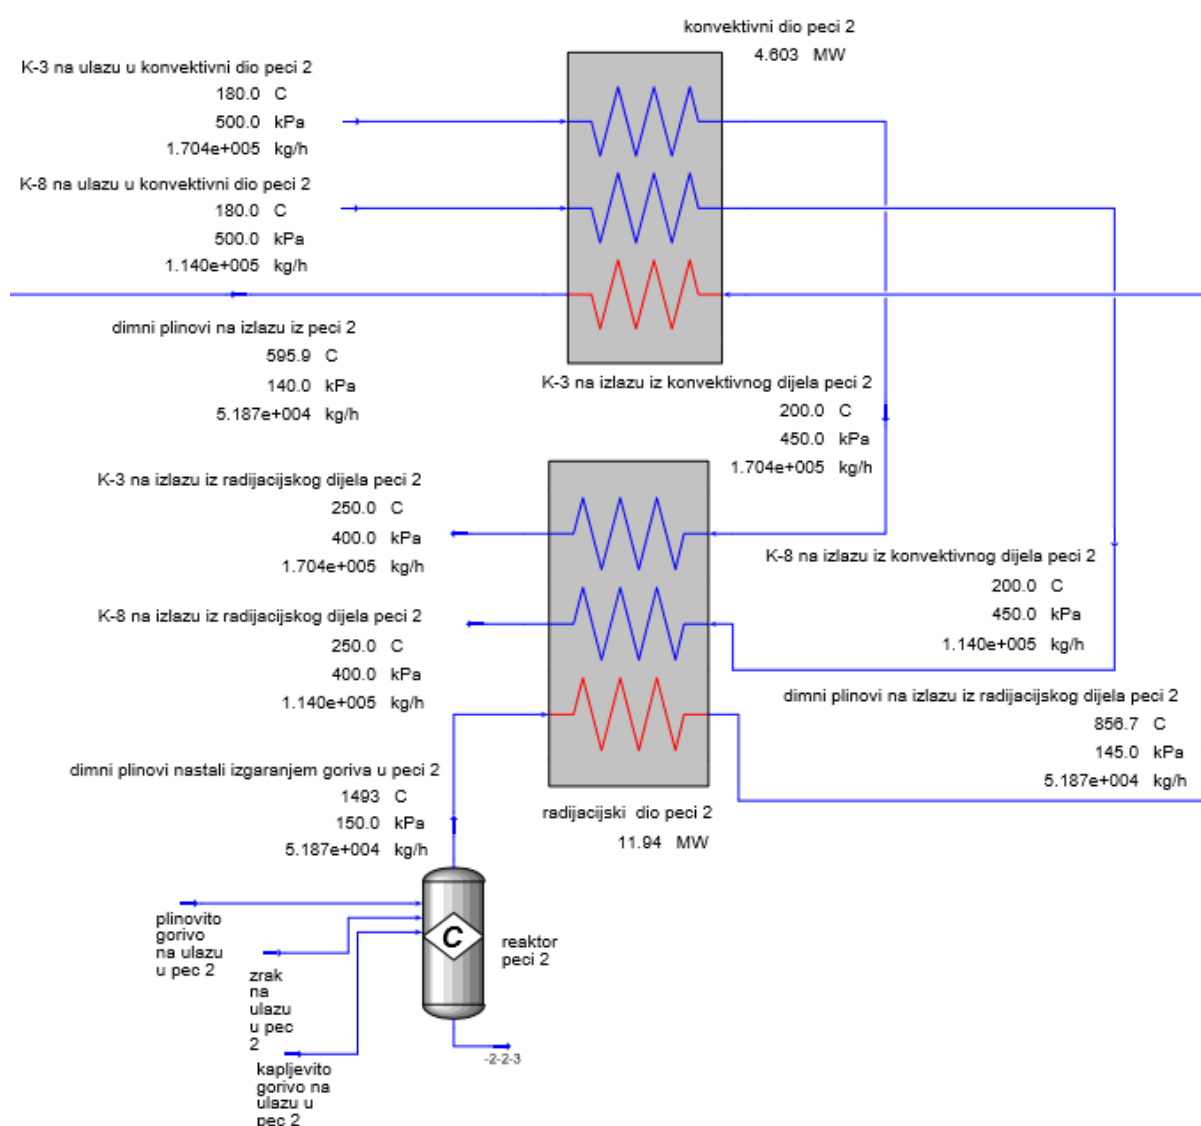 konvektivni dio peci 2
4.603 MW
K-3 na ulazu u konvektivni dio peci 2
180.0 C
500.0 kPa
1.704e+005 kg/h
K-8 na ulazu u konvektivni dio peci 2
180.0 C
500.0 kPa
1.140e+005 kg/h
dimni plinovi na izlazu iz peci 2
595.9 C
140.0 kPa
5.187e+004 kg/h
K-3 na izlazu iz konvektivnog dijela peci 2
200.0 C
450.0 kPa
1.704e+005 kg/h
K-3 na izlazu iz radijacijskog dijela peci 2
250.0 C
400.0 kPa
1.704e+005 kg/h
K-8 na izlazu iz konvektivnog dijela peci 2
200.0 C
450.0 kPa
1.140e+005 kg/h
K-8 na izlazu iz radijacijskog dijela peci 2
250.0 C
400.0 kPa
1.140e+005 kg/h
dimni plinovi na izlazu iz radijacijskog dijela peci 2
856.7 C
145.0 kPa
5.187e+004 kg/h
dimni plinovi nastali izgaranjem goriva u peci 2
1493 C
150.0 kPa
5.187e+004 kg/h
radijacijski dio peci 2
11.94 MW
plinovito
gorivo
na ulazu
u pec 2
C
reaktor
peci 2
zrak
na
ulazu
u pec
2
-2-2-3
kapljevito
gorivo na
ulazu u
pec 2